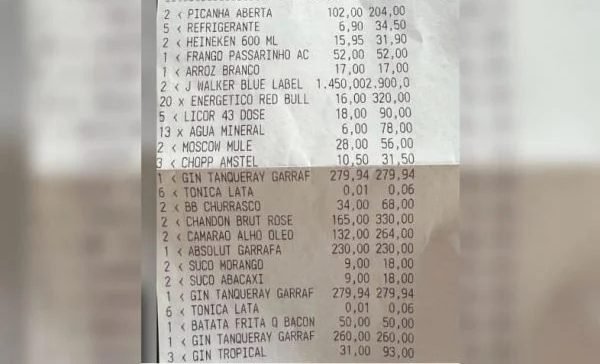 2 < PICANHA ABERTA 102,00 204,00
5 < REFRIGERANTE 6,90 34,50
2 < HEINEKEN 600 ML 15,95 31,90
1 < FRANGO PASSARINHO AC 52,00 52,00
1 < ARROZ BRANCO 17,00 17,00
2 < J WALKER BLUE LABEL 1.450,002.900,0
20 x ENERGETICO RED BULL 16,00 320,00
5 < LICOR 43 DOSE 18,00 90,00
13 x AGUA MINERAL 6,00 78,00
2 < MOSCOW MULE 28,00 56,00
3 < CHOPP AMSTEL 10,50 31,50
1 < GIN TANQUERAY GARRAF 279,94 279,94
6 < TONICA LATA 0,01 0,06
2 < BB CHURRASCO 34,00 68,00
2 < CHANDON BRUT ROSE 165,00 330,00
2 < CAMARAO ALHO OLEO 132,00 264,00
1 < ABSOLUT GARRAFA 230,00 230,00
2 < SUCO MORANGO 9,00 18,00
2 < SUCO ABACAXI 9,00 18,00
1 < GIN TANQUERAY GARRAF 279,94 279,94
6 < TONICA LATA 0,01 0,06
1 < BATATA FRITA Q BACON 50,00 50,00
1 < GIN TANQUERAY GARRAF 260,00 260,00
3 < GIN TROPICAL 31,00 93,00